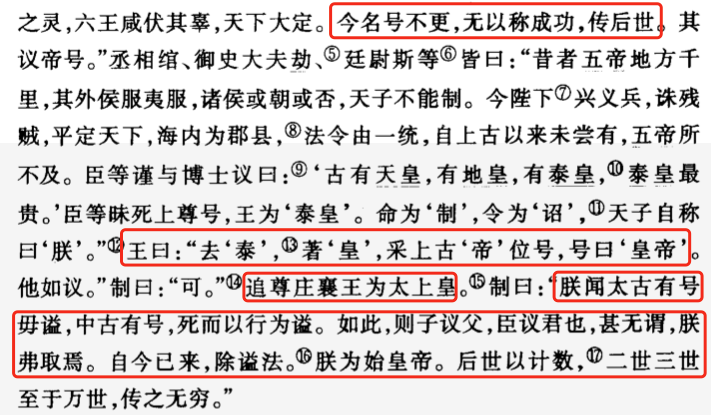 之灵，六王咸伏其辜，天下大定。今名号不更，无以称成功，传后世。其
议帝号。”丞相绾、御史大夫劫、⑤廷尉斯等⑥皆曰：“昔者五帝地方千
里，其外侯服夷服，诸侯或朝或否，天子不能制。今陛下⑦兴义兵，诛残
贼，平定天下，海内为郡县，⑧法令由一统，自上古以来未尝有，五帝所
不及。臣等谨与博士议曰：⑨‘古有天皇，有地皇，有泰皇，⑩泰皇最
贵。’臣等昧死上尊号，王为‘泰皇’。命为‘制’，令为‘诏’，⑪天子自称
曰‘朕’。”⑫王曰：“去‘泰’，⑬著‘皇’，采上古‘帝’位号，号曰‘皇帝’。
他如议。”制曰：“可。”⑭追尊庄襄王为太上皇。⑮制曰：“朕闻太古有号
毋谥，中古有号，死而以行为谥。如此，则子议父，臣议君也，甚无谓，朕
弗取焉。自今已来，除谥法。⑯朕为始皇帝。后世以计数，⑰二世三世
至于万世，传之无穷。”